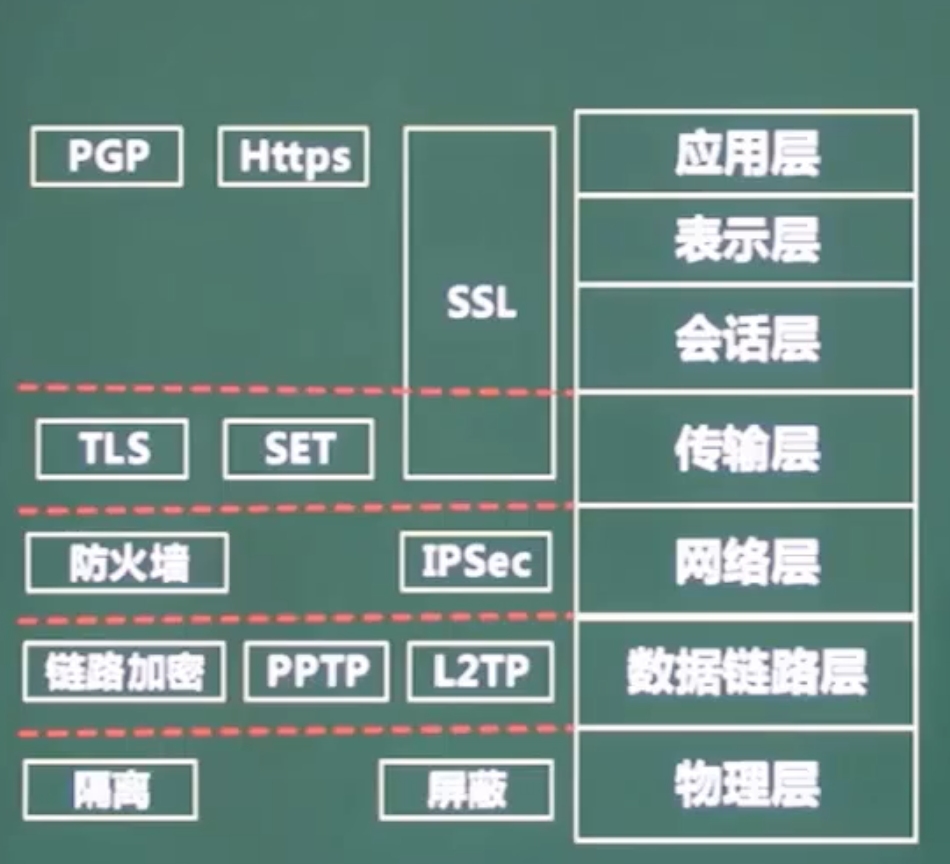 PGP Https 应用层
表示层
SSL 会话层
TLS SET 传输层
防火墙 IPSec 网络层
链路加密 PPTP L2TP 数据链路层
隔离 屏蔽 物理层